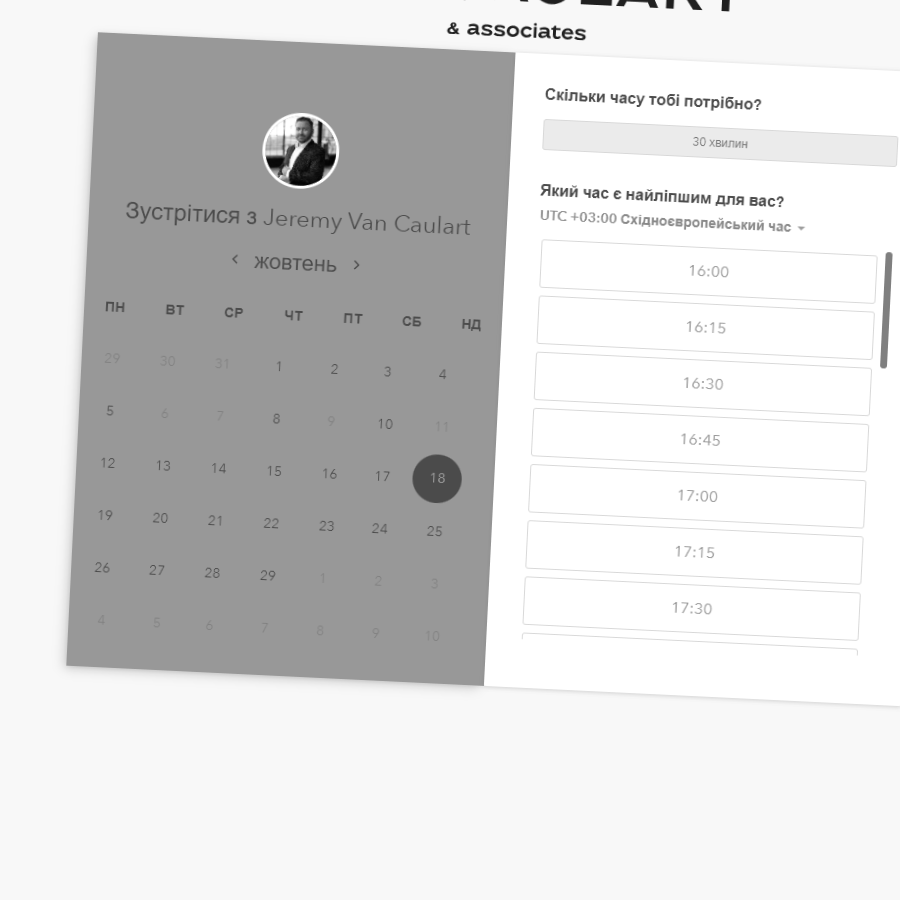 & associates
Зустрітися з Jeremy Van Caulart
жовтень
ПН ВТ СР ЧТ ПТ СБ НД
29 30 31 1 2 3 4
5 6 7 8 9 10 11
12 13 14 15 16 17 18
19 20 21 22 23 24 25
26 27 28 29 1 2 3
4 5 6 7 8 9 10
Скільки часу тобі потрібно?
30 хвилин
Який час є найліпшим для вас?
UTC +03:00 Східноєвропейський час
16:00
16:15
16:30
16:45
17:00
17:15
17:30